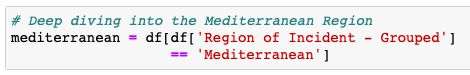 # Deep diving into the Mediterranean Region
mediterranean = df[df['Region of Incident - Grouped']
== 'Mediterranean']